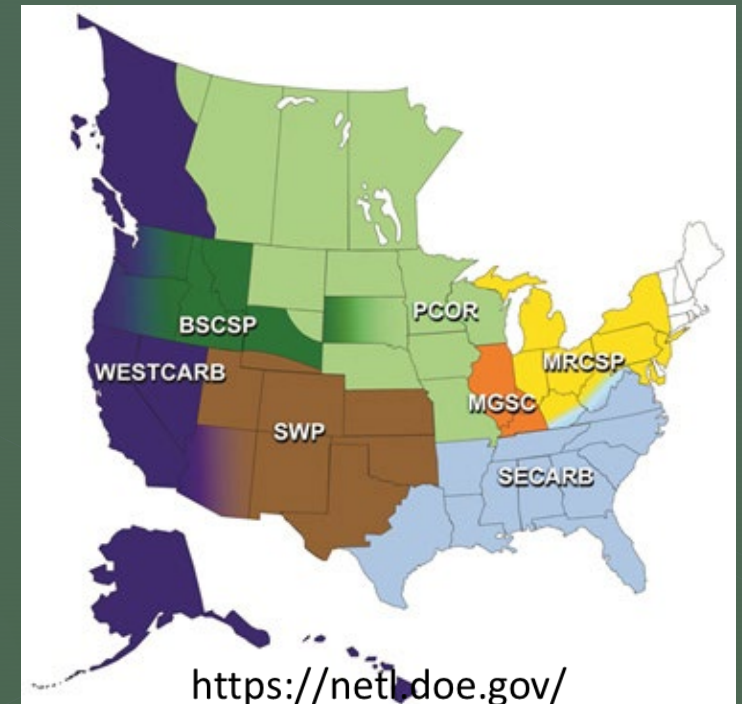 PCOR
BSCSP
MRCSP
WESTCARB
MGSC
SWP
SECARB
https://netl.doe.gov/